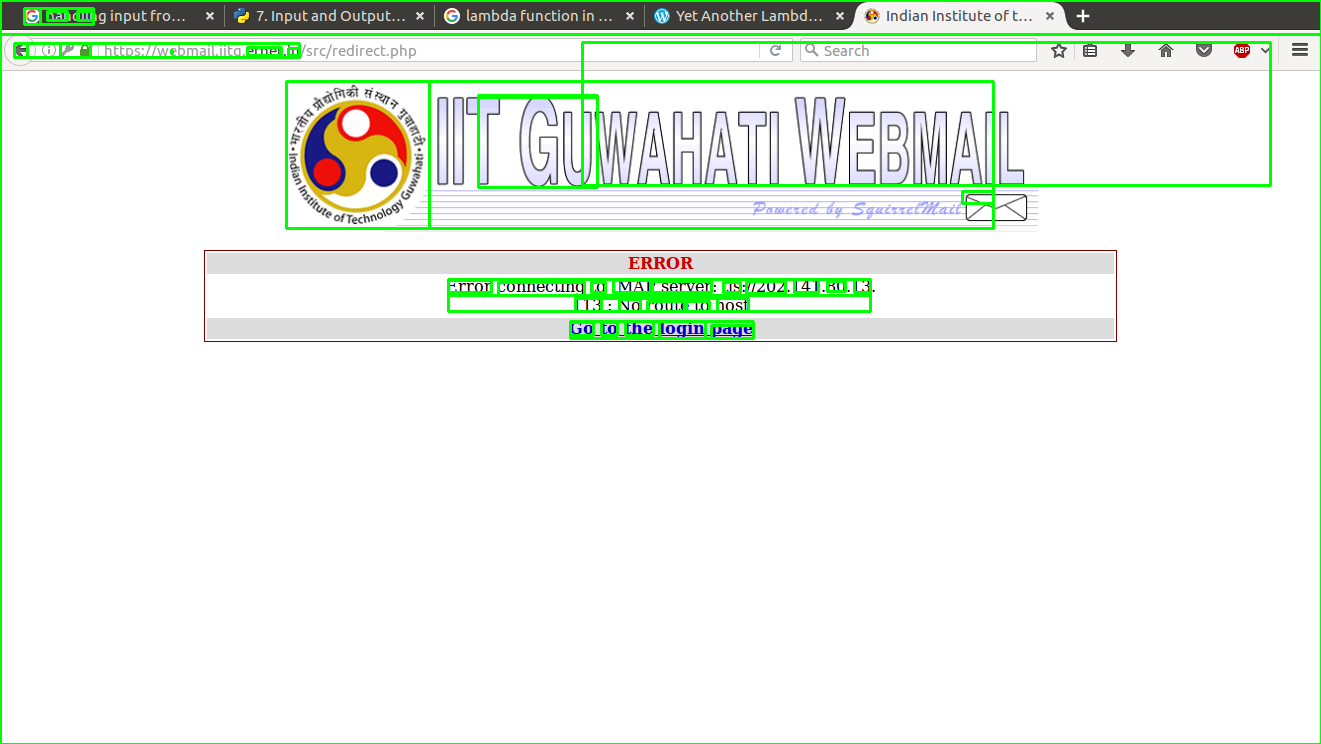 handling input fro... × 7. Input and Output... × lambda function in ... × Yet Another Lambd... × Indian Institute of t... × +
https://webmail.iitg.ernet.in/src/redirect.php Search ABP
भारतीय प्रौद्योगिकी संस्थान गुवाहाटी
Indian Institute of Technology Guwahati
IIT GUWAHATI WEBMAIL
Powered by SquirrelMail
ERROR
Error connecting to IMAP server: tls://202.141.80.13.
113 : No route to host
Go to the login page